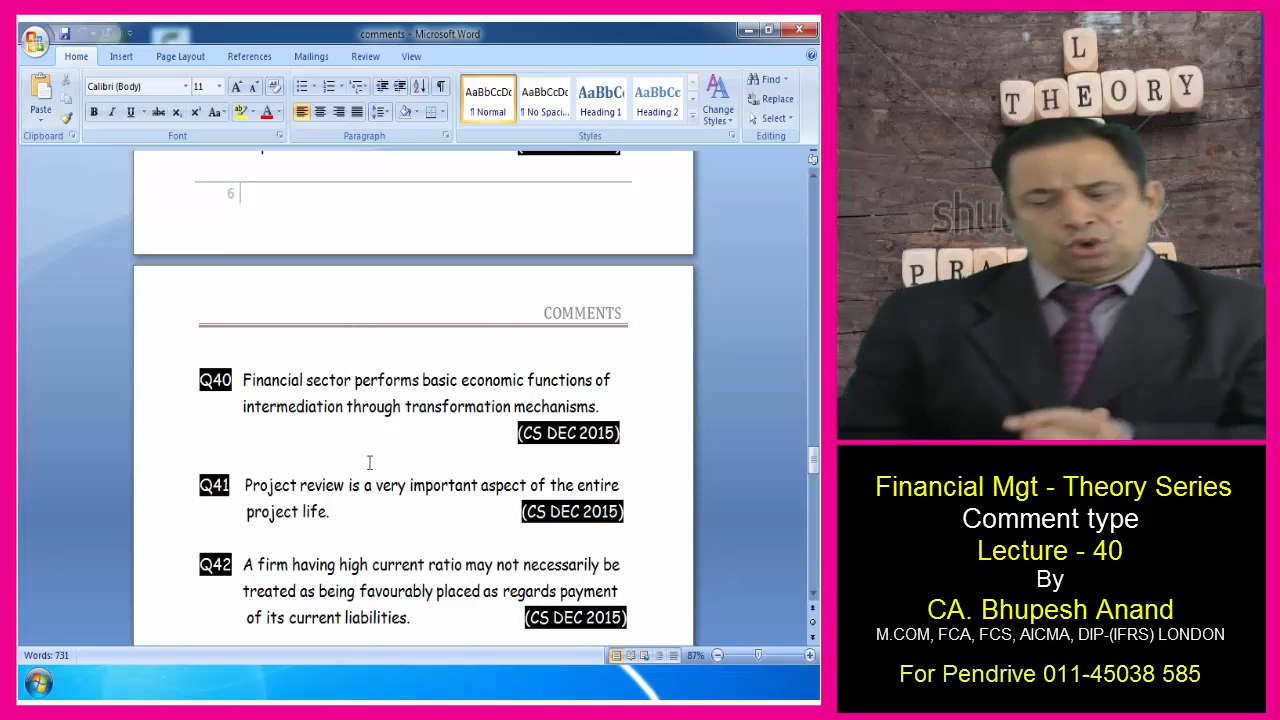 comments - Microsoft Word
Home Insert Page Layout References Mailings Review View
Paste
Calibri (Body) 11
AaBbCcDc AaBbCcDc AaBbC AaBbCc
¶ Normal ¶ No Spaci... Heading 1 Heading 2
Change Styles
Find
Replace
Select
Clipboard Font Paragraph Styles Editing
6
COMMENTS
Q40 Financial sector performs basic economic functions of
intermediation through transformation mechanisms.
(CS DEC 2015)
Q41 Project review is a very important aspect of the entire
project life. (CS DEC 2015)
Q42 A firm having high current ratio may not necessarily be
treated as being favourably placed as regards payment
of its current liabilities. (CS DEC 2015)
Words: 731
87%
L
THEORY
Financial Mgt - Theory Series
Comment type
Lecture - 40
By
CA. Bhupesh Anand
M.COM, FCA, FCS, AICMA, DIP-(IFRS) LONDON
For Pendrive 011-45038 585